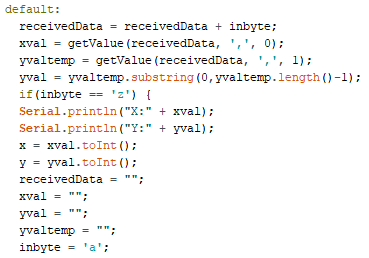 default:
receivedData = receivedData + inbyte;
xval = getValue(receivedData, ',', 0);
yvaltemp = getValue(receivedData, ',', 1);
yval = yvaltemp.substring(0,yvaltemp.length()-1);
if(inbyte == 'z') {
Serial.println("X:" + xval);
Serial.println("Y:" + yval);
x = xval.toInt();
y = yval.toInt();
receivedData = "";
xval = "";
yval = "";
yvaltemp = "";
inbyte = 'a';